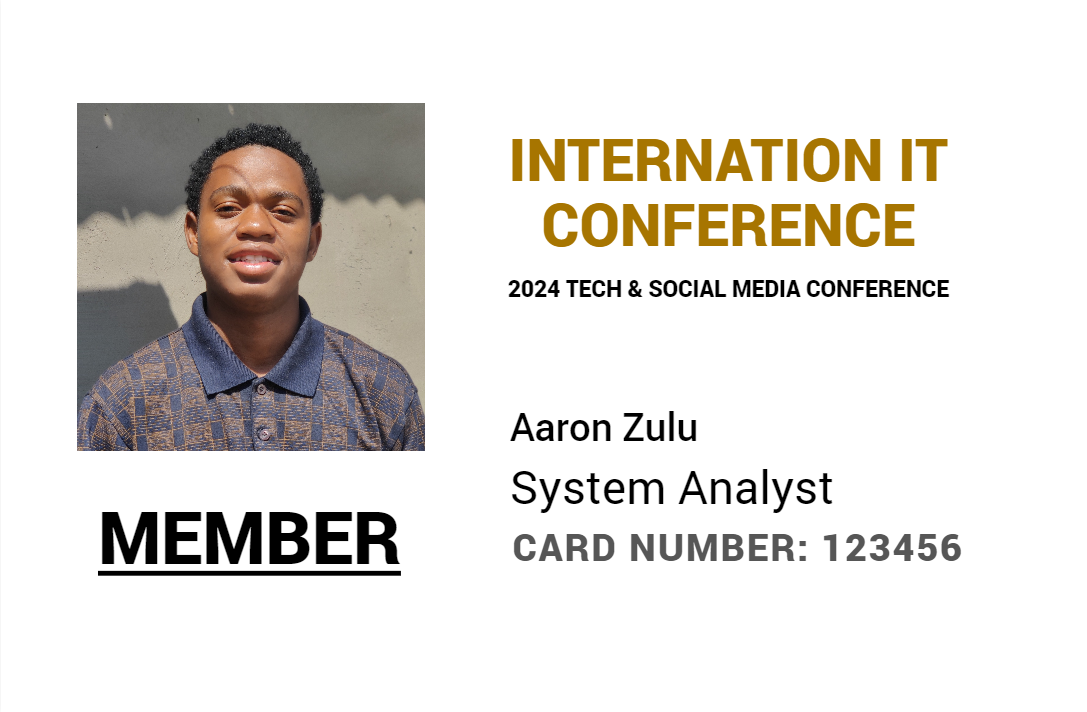 INTERNATION IT
CONFERENCE
2024 TECH & SOCIAL MEDIA CONFERENCE
Aaron Zulu
System Analyst
CARD NUMBER: 123456
MEMBER